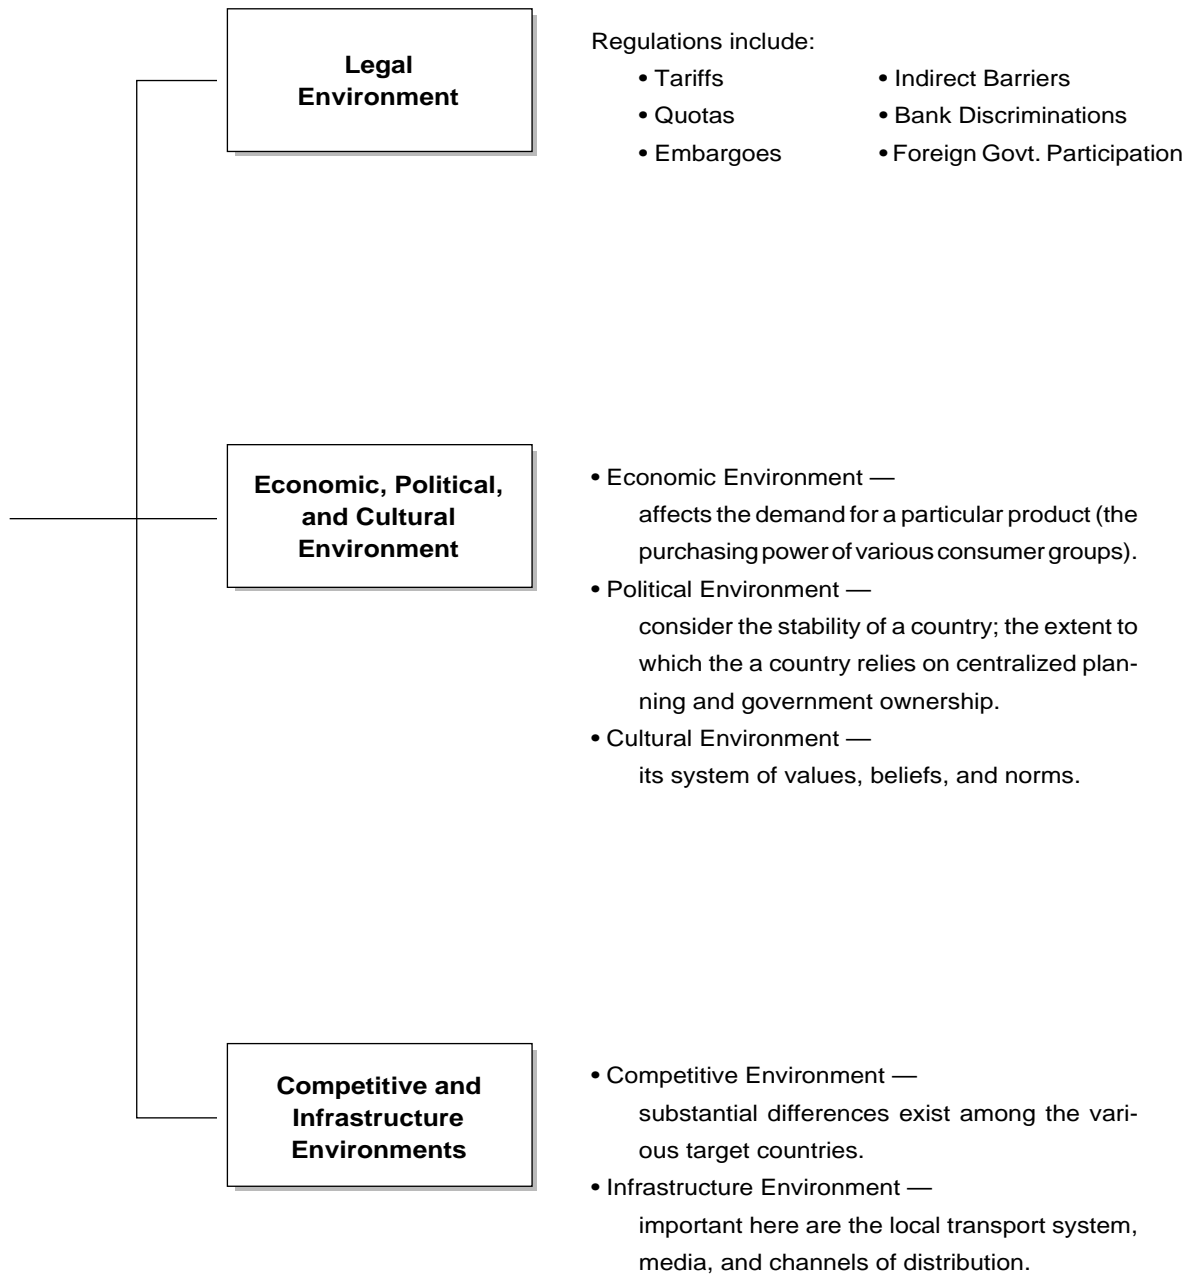 Legal
Environment
Regulations include:
• Tariffs
• Indirect Barriers
• Quotas
• Bank Discriminations
• Embargoes
• Foreign Govt. Participation
Economic, Political,
and Cultural
Environment
• Economic Environment —
affects the demand for a particular product (the
purchasing power of various consumer groups).
• Political Environment —
consider the stability of a country; the extent to
which the a country relies on centralized plan-
ning and government ownership.
• Cultural Environment —
its system of values, beliefs, and norms.
Competitive and
Infrastructure
Environments
• Competitive Environment —
substantial differences exist among the vari-
ous target countries.
• Infrastructure Environment —
important here are the local transport system,
media, and channels of distribution.